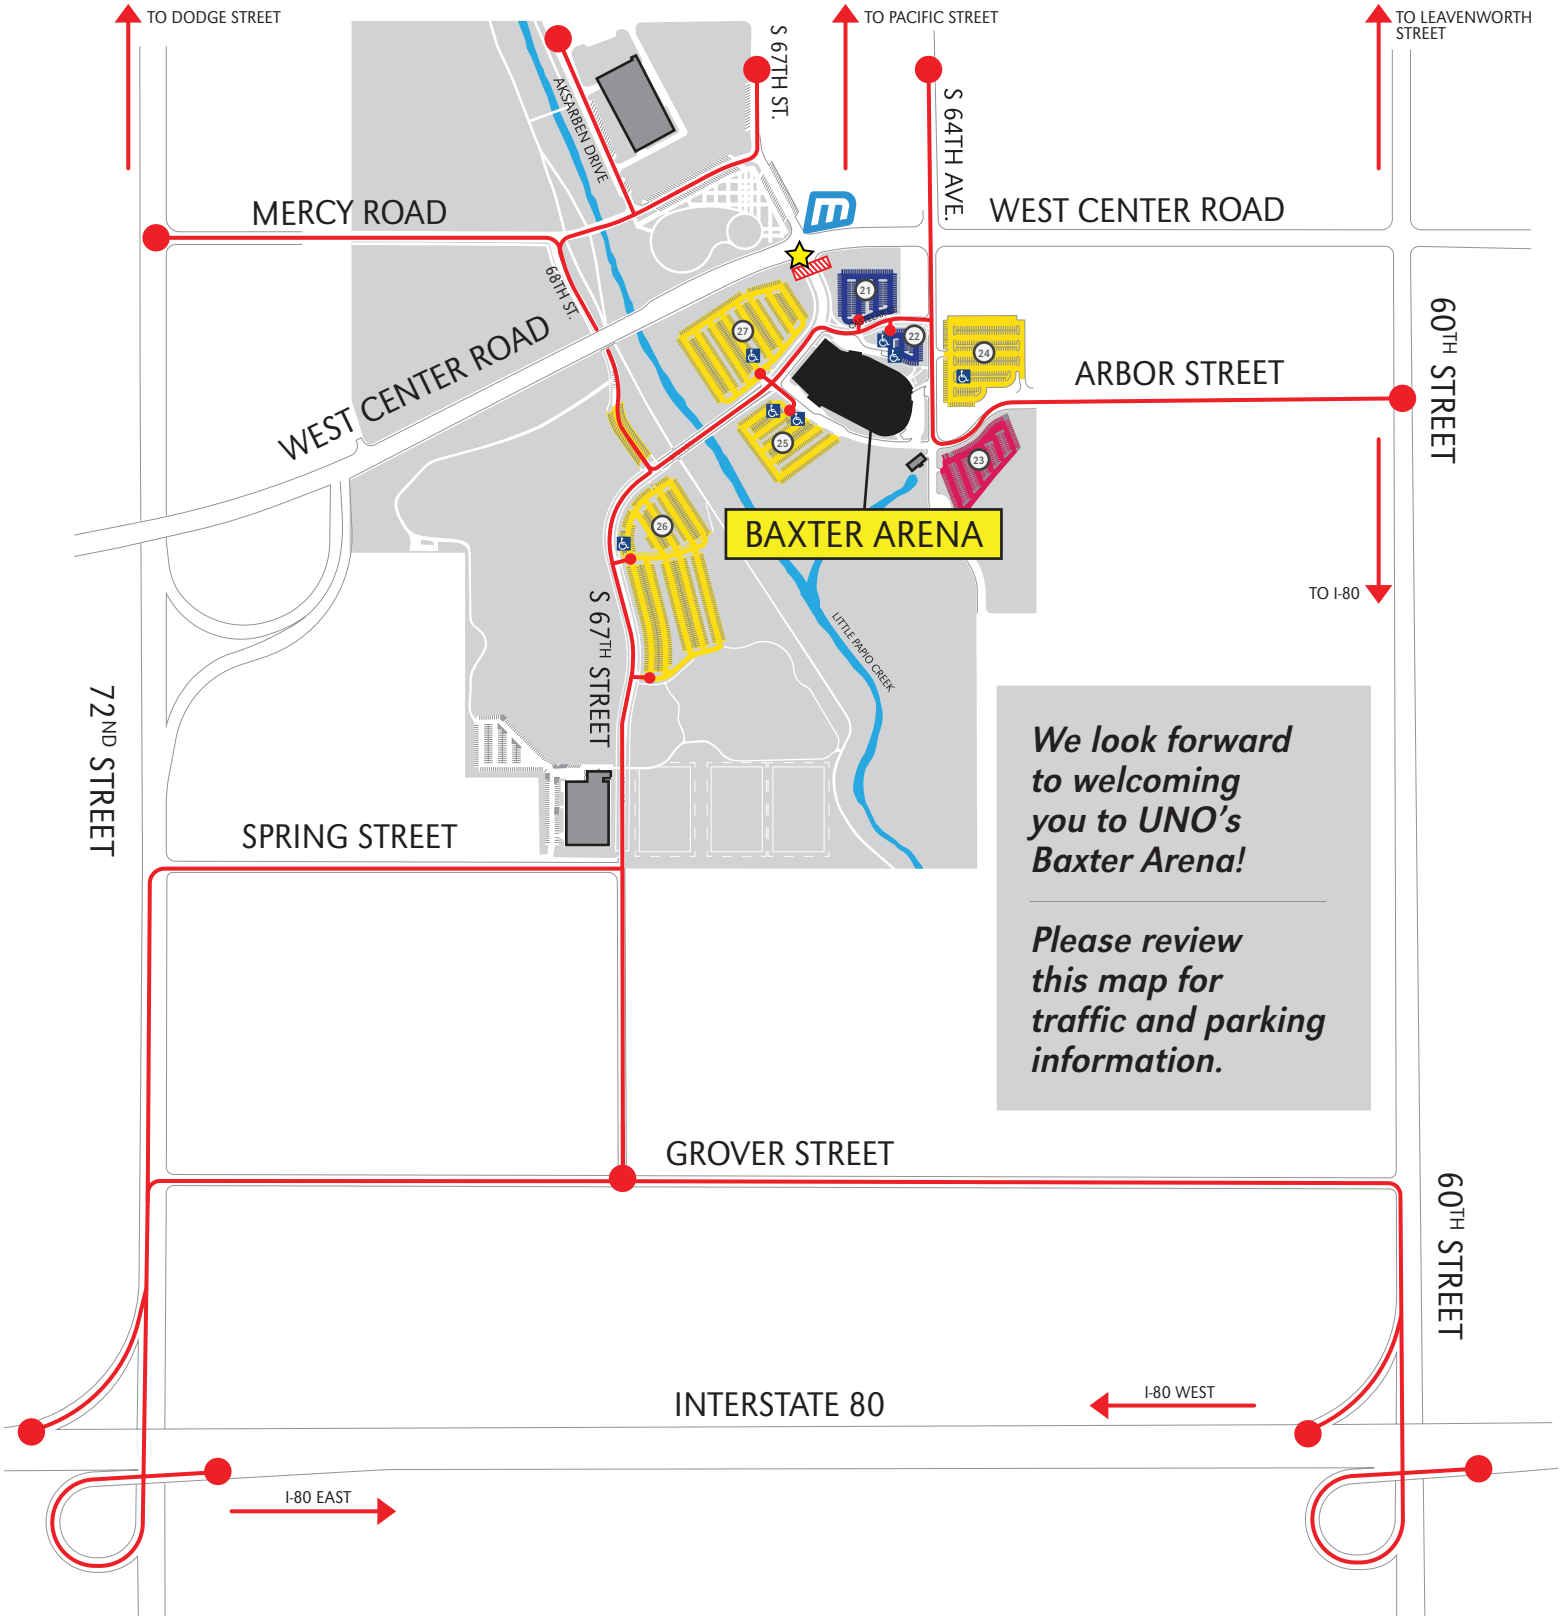 TO DODGE STREET
TO PACIFIC STREET
TO LEAVENWORTH
STREET
S 67TH ST.
AKSARBEN DRIVE
S 64TH AVE.
MERCY ROAD
WEST CENTER ROAD
m
68TH ST.
21
27
22
24
60TH STREET
WEST CENTER ROAD
ARBOR STREET
25
23
26
BAXTER ARENA
TO I-80
S 67TH STREET
LITTLE PAPIO CREEK
72ND STREET
We look forward
to welcoming
you to UNO's
Baxter Arena!
Please review
this map for
traffic and parking
information.
SPRING STREET
GROVER STREET
60TH STREET
INTERSTATE 80
I-80 WEST
I-80 EAST